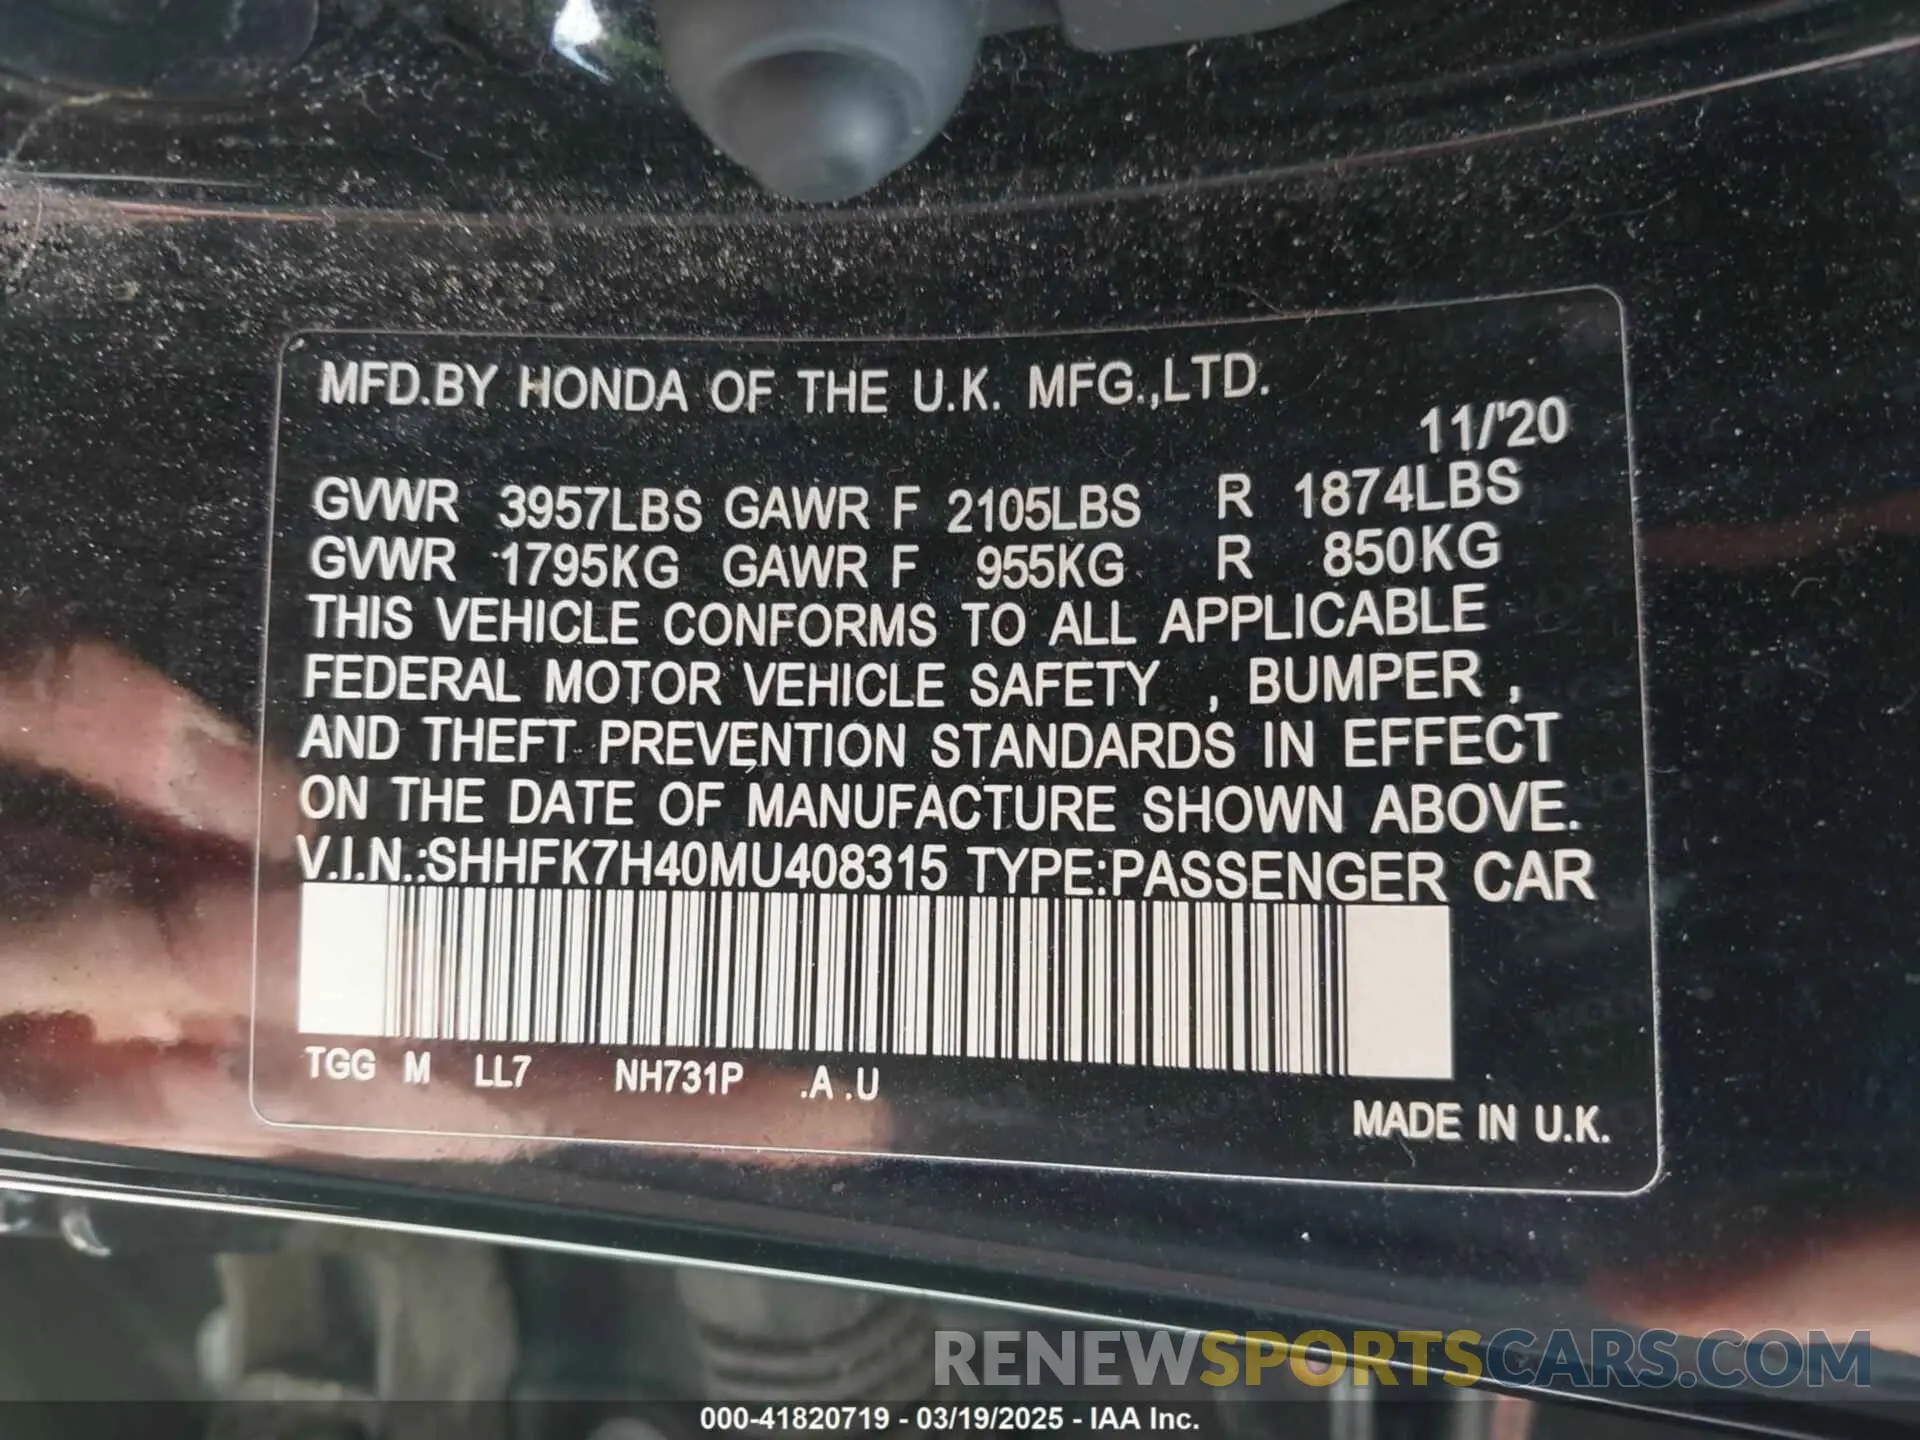 MFD.BY HONDA OF THE U.K. MFG.,LTD.
11/'20
GVWR 3957LBS GAWR F 2105LBS R 1874LBS
GVWR 1795KG GAWR F 955KG R 850KG
THIS VEHICLE CONFORMS TO ALL APPLICABLE
FEDERAL MOTOR VEHICLE SAFETY , BUMPER ,
AND THEFT PREVENTION STANDARDS IN EFFECT
ON THE DATE OF MANUFACTURE SHOWN ABOVE.
V.I.N.:SHHFK7H40MU408315 TYPE:PASSENGER CAR
TGG M LL7 NH731P .A .U
MADE IN U.K.
RENEWSPORTSCARS.COM
000-41820719 - 03/19/2025 - IAA Inc.